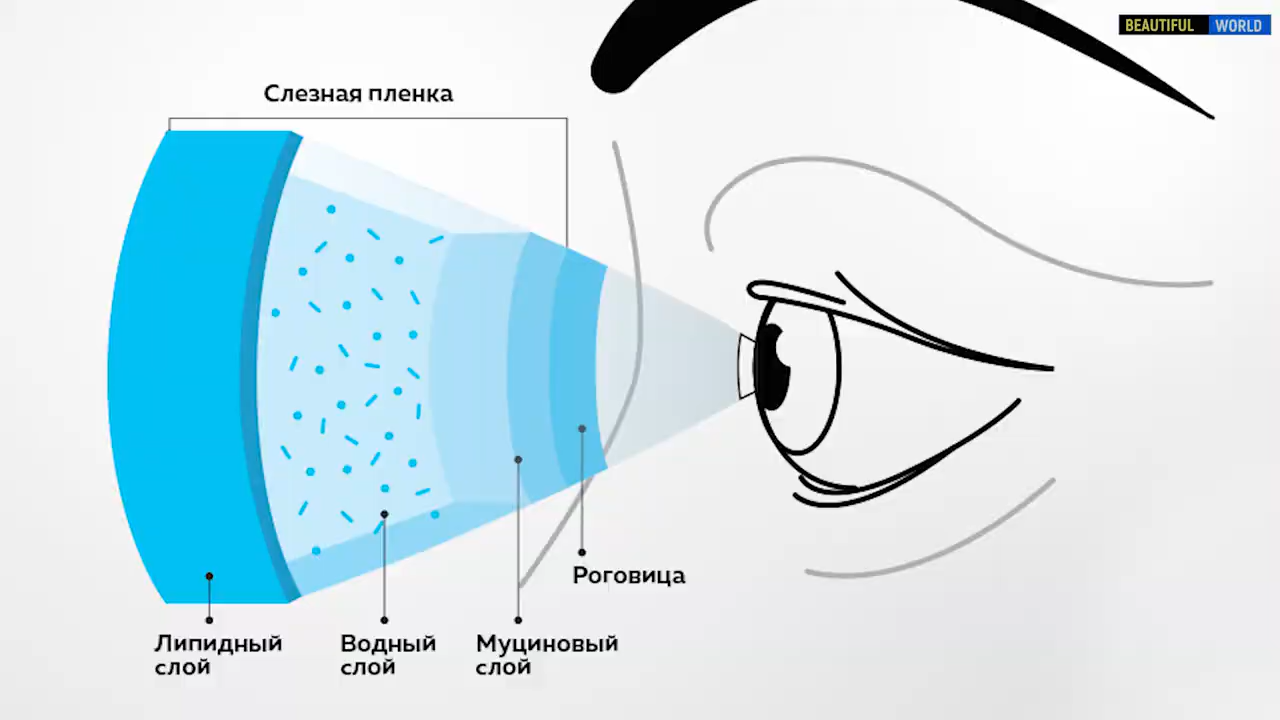 BEAUTIFUL WORLD
Слезная пленка
Роговица
Липидный
слой
Водный
слой
Муциновый
слой